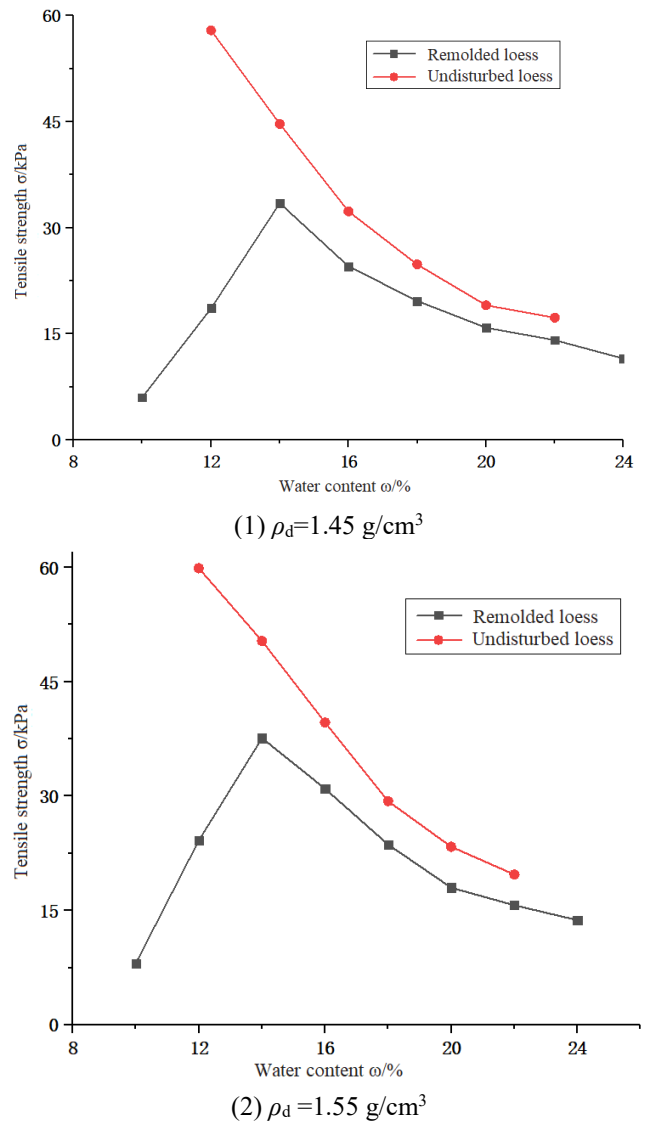 60
45
30
15
0
Tensile strength σ/kPa
Remolded loess
Undisturbed loess
8 12 16 20 24
Water content ω/%
(1) ρd=1.45 g/cm³
60
45
30
15
0
Tensile strength σ/kPa
Remolded loess
Undisturbed loess
8 12 16 20 24
Water content ω/%
(2) ρd =1.55 g/cm³